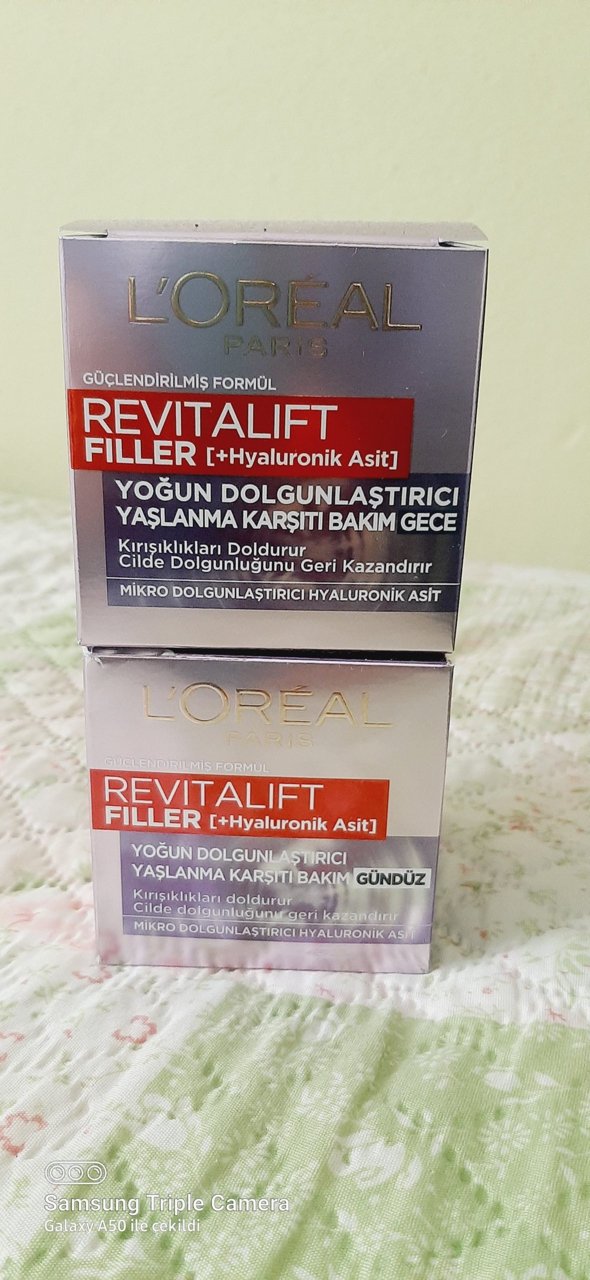 L'ORÉAL
PARIS
GÜÇLENDİRİLMİŞ FORMÜL
REVITALIFT
FILLER [+Hyaluronik Asit]
YOĞUN DOLGUNLAŞTIRICI
YAŞLANMA KARŞITI BAKIM GECE
Kırışıklıkları Doldurur
Cilde Dolgunluğunu Geri Kazandırır
MİKRO DOLGUNLAŞTIRICI HYALURONİK ASİT
L'ORÉAL
PARIS
GÜÇLENDİRİLMİŞ FORMÜL
REVITALIFT
FILLER [+Hyaluronik Asit]
YOĞUN DOLGUNLAŞTIRICI
YAŞLANMA KARŞITI BAKIM GÜNDÜZ
Kırışıklıkları doldurur
Cilde dolgunluğunu geri kazandırır
MİKRO DOLGUNLAŞTIRICI HYALURONİK ASİT
Samsung Triple Camera
Galaxy A50 ile çekildi